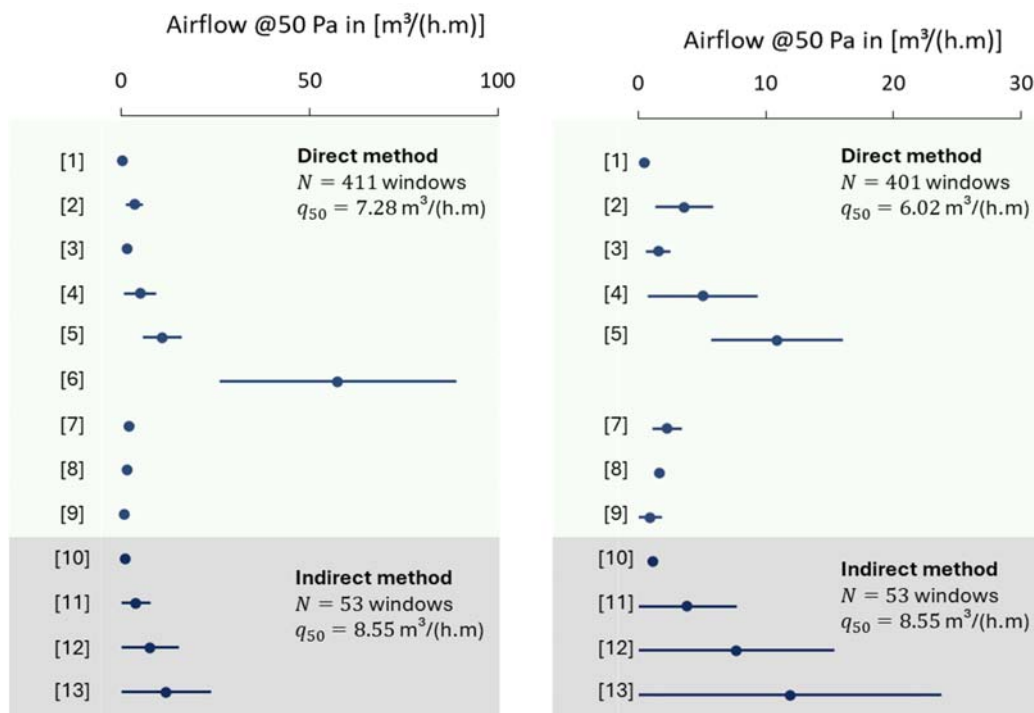 Airflow @50 Pa in [m³/(h.m)]
0 50 100
[1]
[2]
[3]
[4]
[5]
[6]
[7]
[8]
[9]
[10]
[11]
[12]
[13]
Direct method
N = 411 windows
q₅₀ = 7.28 m³/(h.m)
Indirect method
N = 53 windows
q₅₀ = 8.55 m³/(h.m)
Airflow @50 Pa in [m³/(h.m)]
0 10 20 30
[1]
[2]
[3]
[4]
[5]
[7]
[8]
[9]
[10]
[11]
[12]
[13]
Direct method
N = 401 windows
q₅₀ = 6.02 m³/(h.m)
Indirect method
N = 53 windows
q₅₀ = 8.55 m³/(h.m)